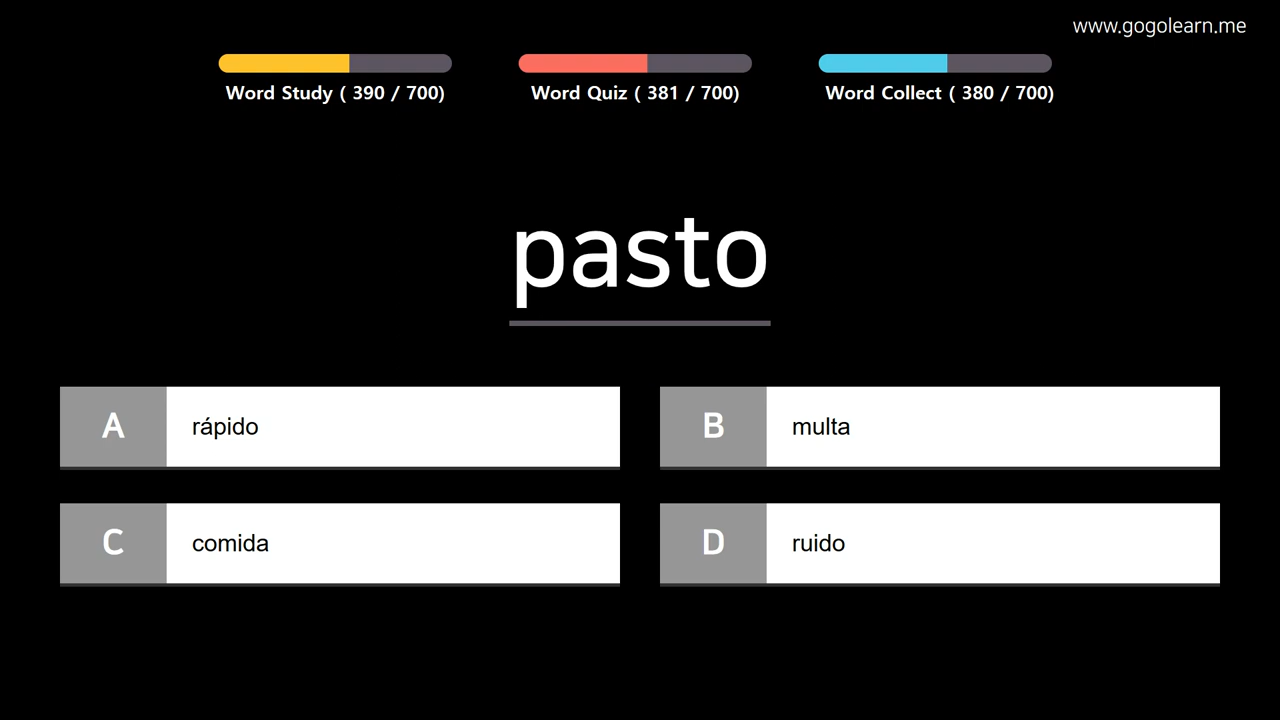 www.gogolearn.me
Word Study ( 390 / 700)
Word Quiz ( 381 / 700)
Word Collect ( 380 / 700)
pasto
A rápido
B multa
C comida
D ruido